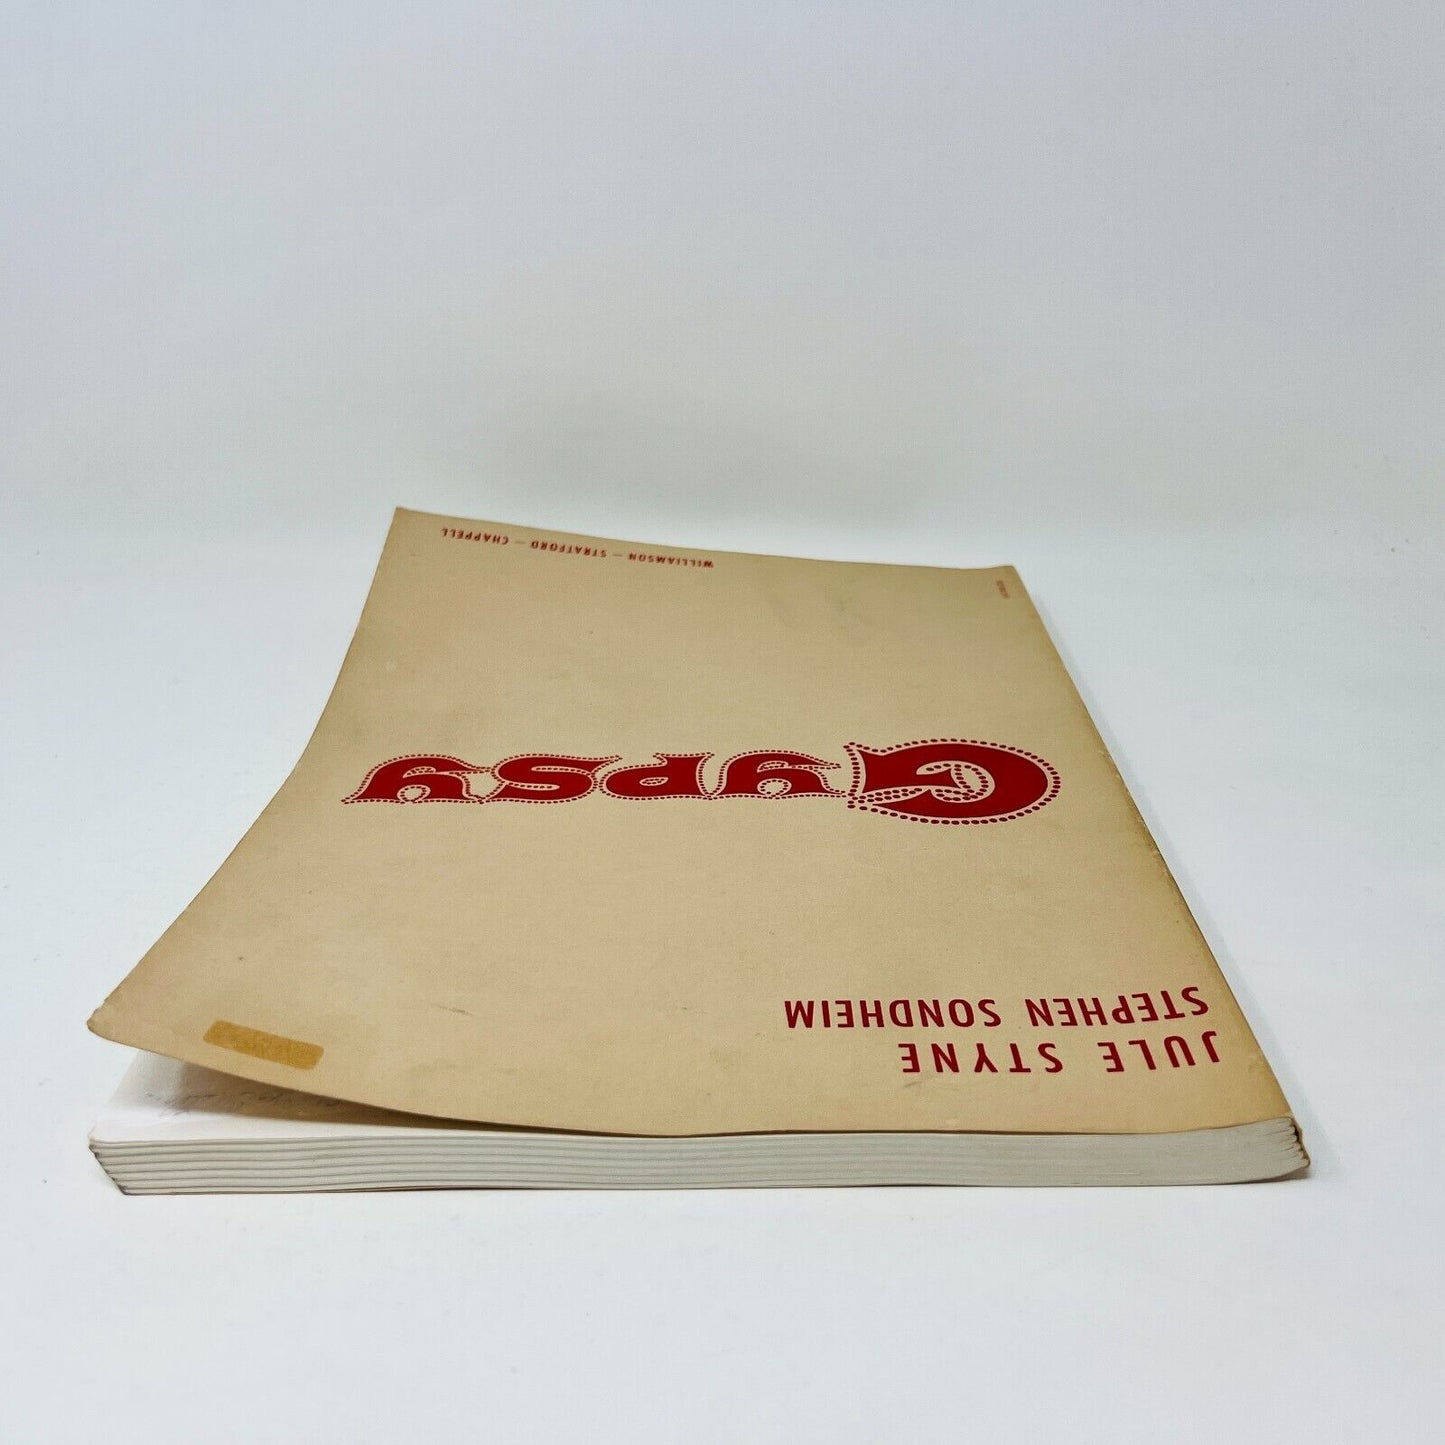 JULE STYNE
STEPHEN SONDHEIM
Gypsy
WILLIAMSON — STRATFORD — CHAPPELL